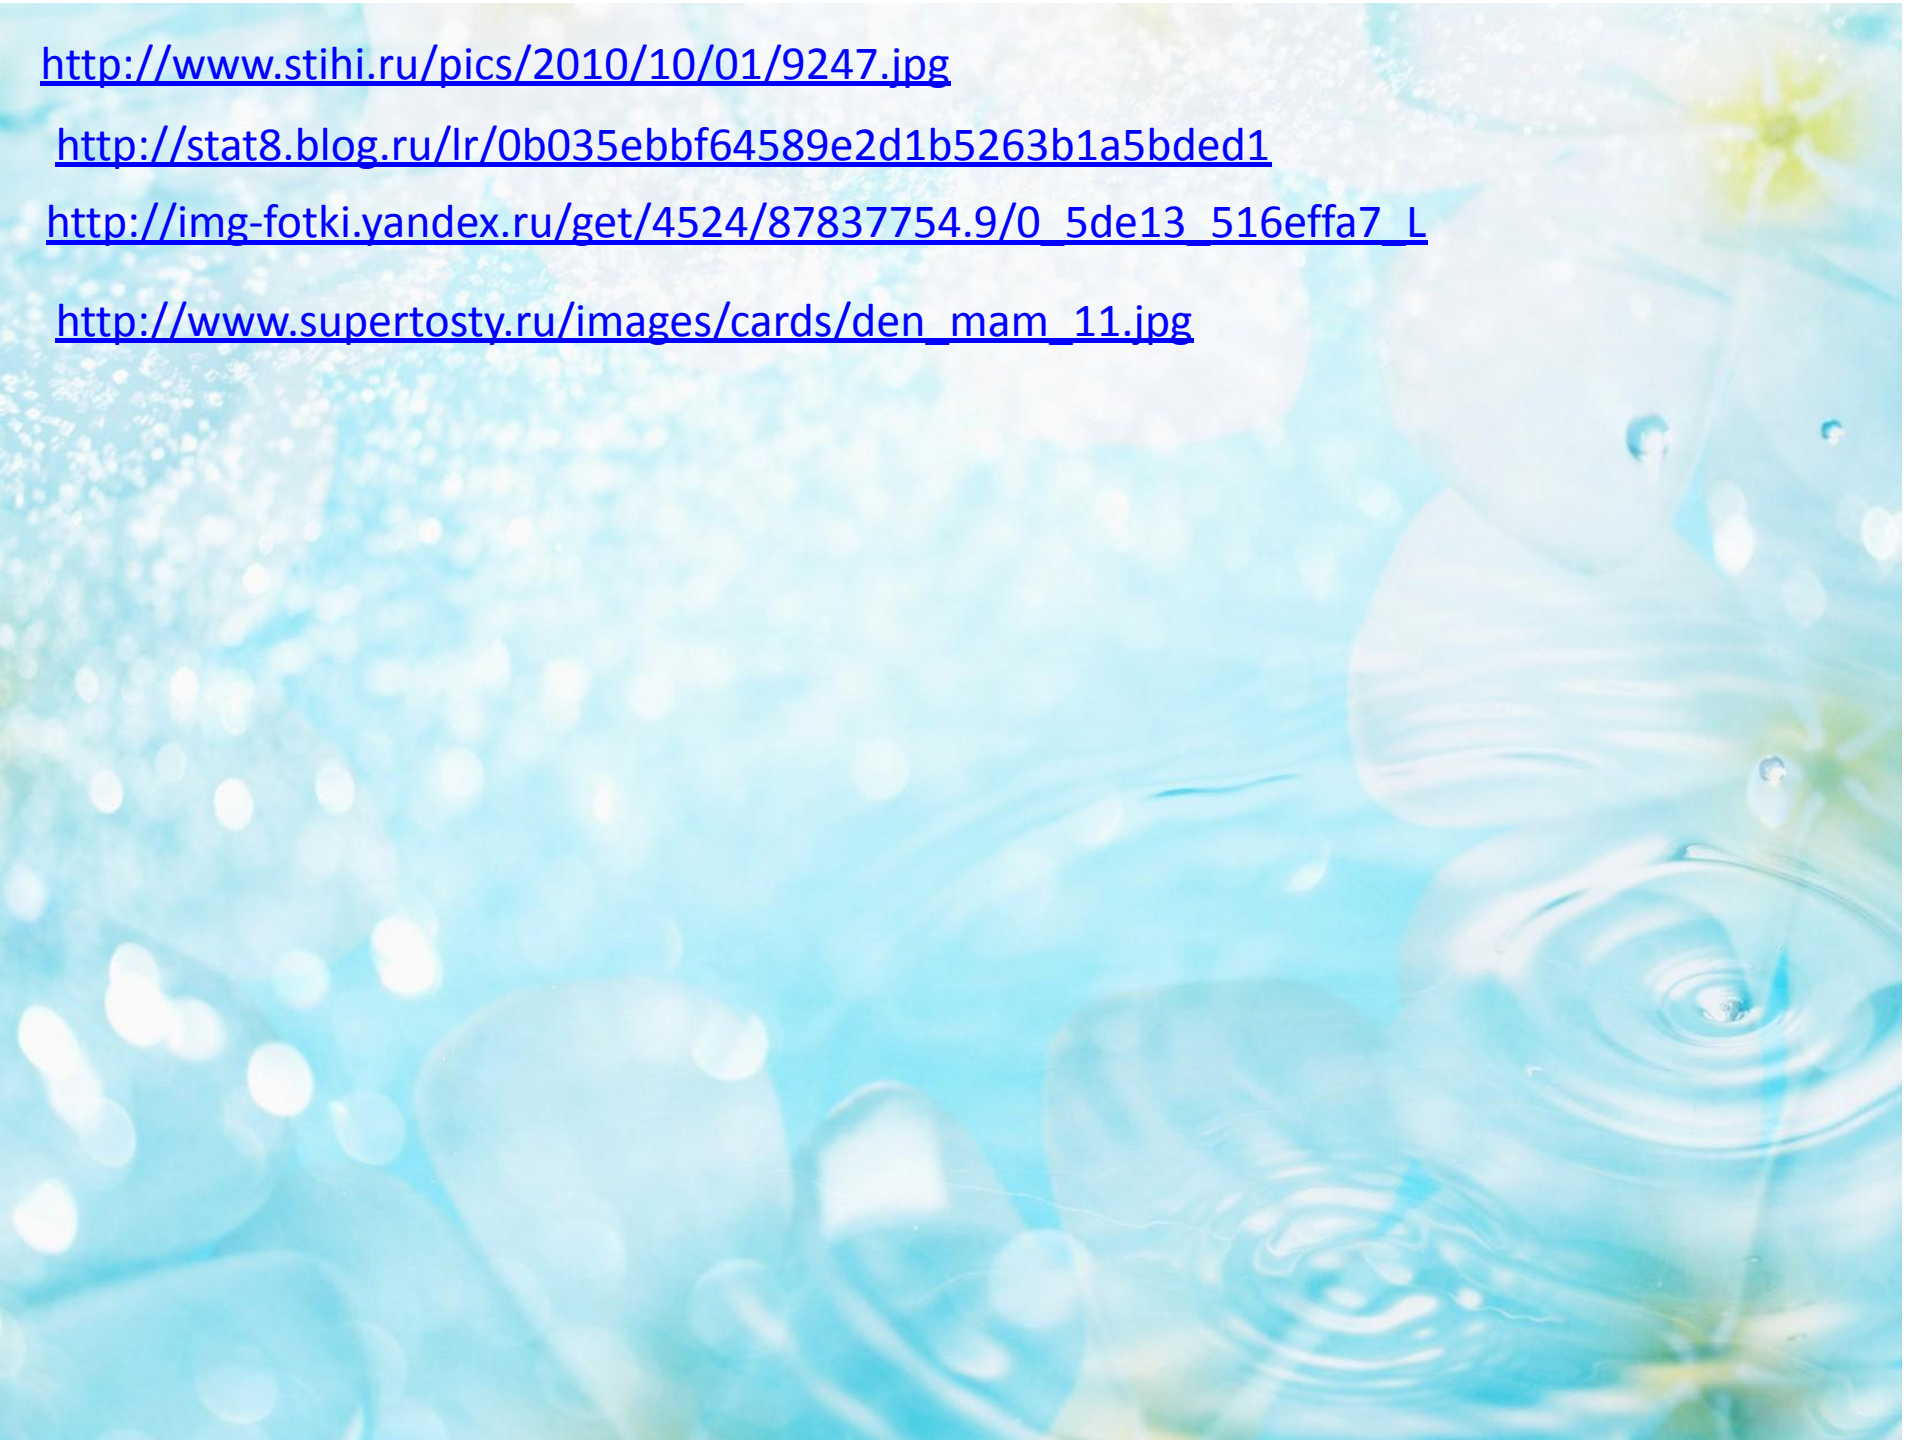 http://www.stihi.ru/pics/2010/10/01/9247.jpg
http://stat8.blog.ru/lr/0b035ebbf64589e2d1b5263b1a5bded1
http://img-fotki.yandex.ru/get/4524/87837754.9/0_5de13_516effa7_L
http://www.supertosty.ru/images/cards/den_mam_11.jpg